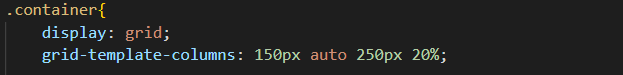 .container{
    display: grid;
    grid-template-columns: 150px auto 250px 20%;